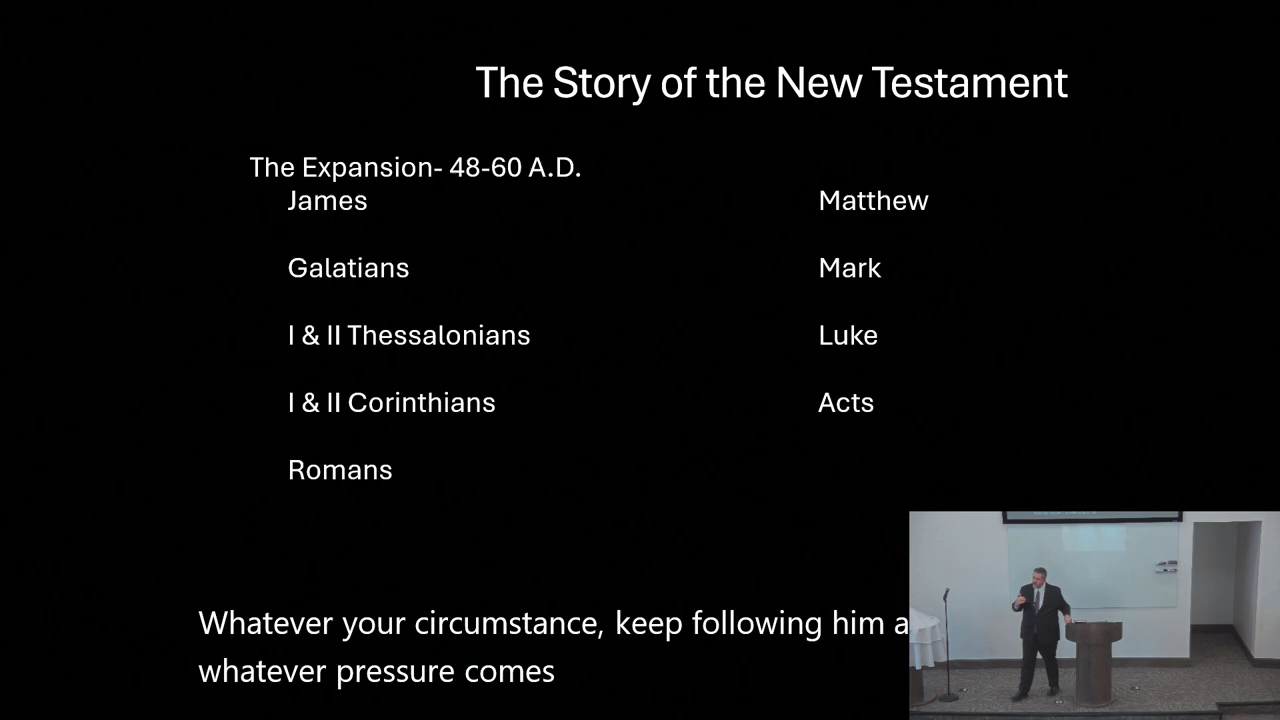 The Story of the New Testament
The Expansion- 48-60 A.D.
James
Galatians
I & II Thessalonians
I & II Corinthians
Romans
Matthew
Mark
Luke
Acts
Whatever your circumstance, keep following him
whatever pressure comes